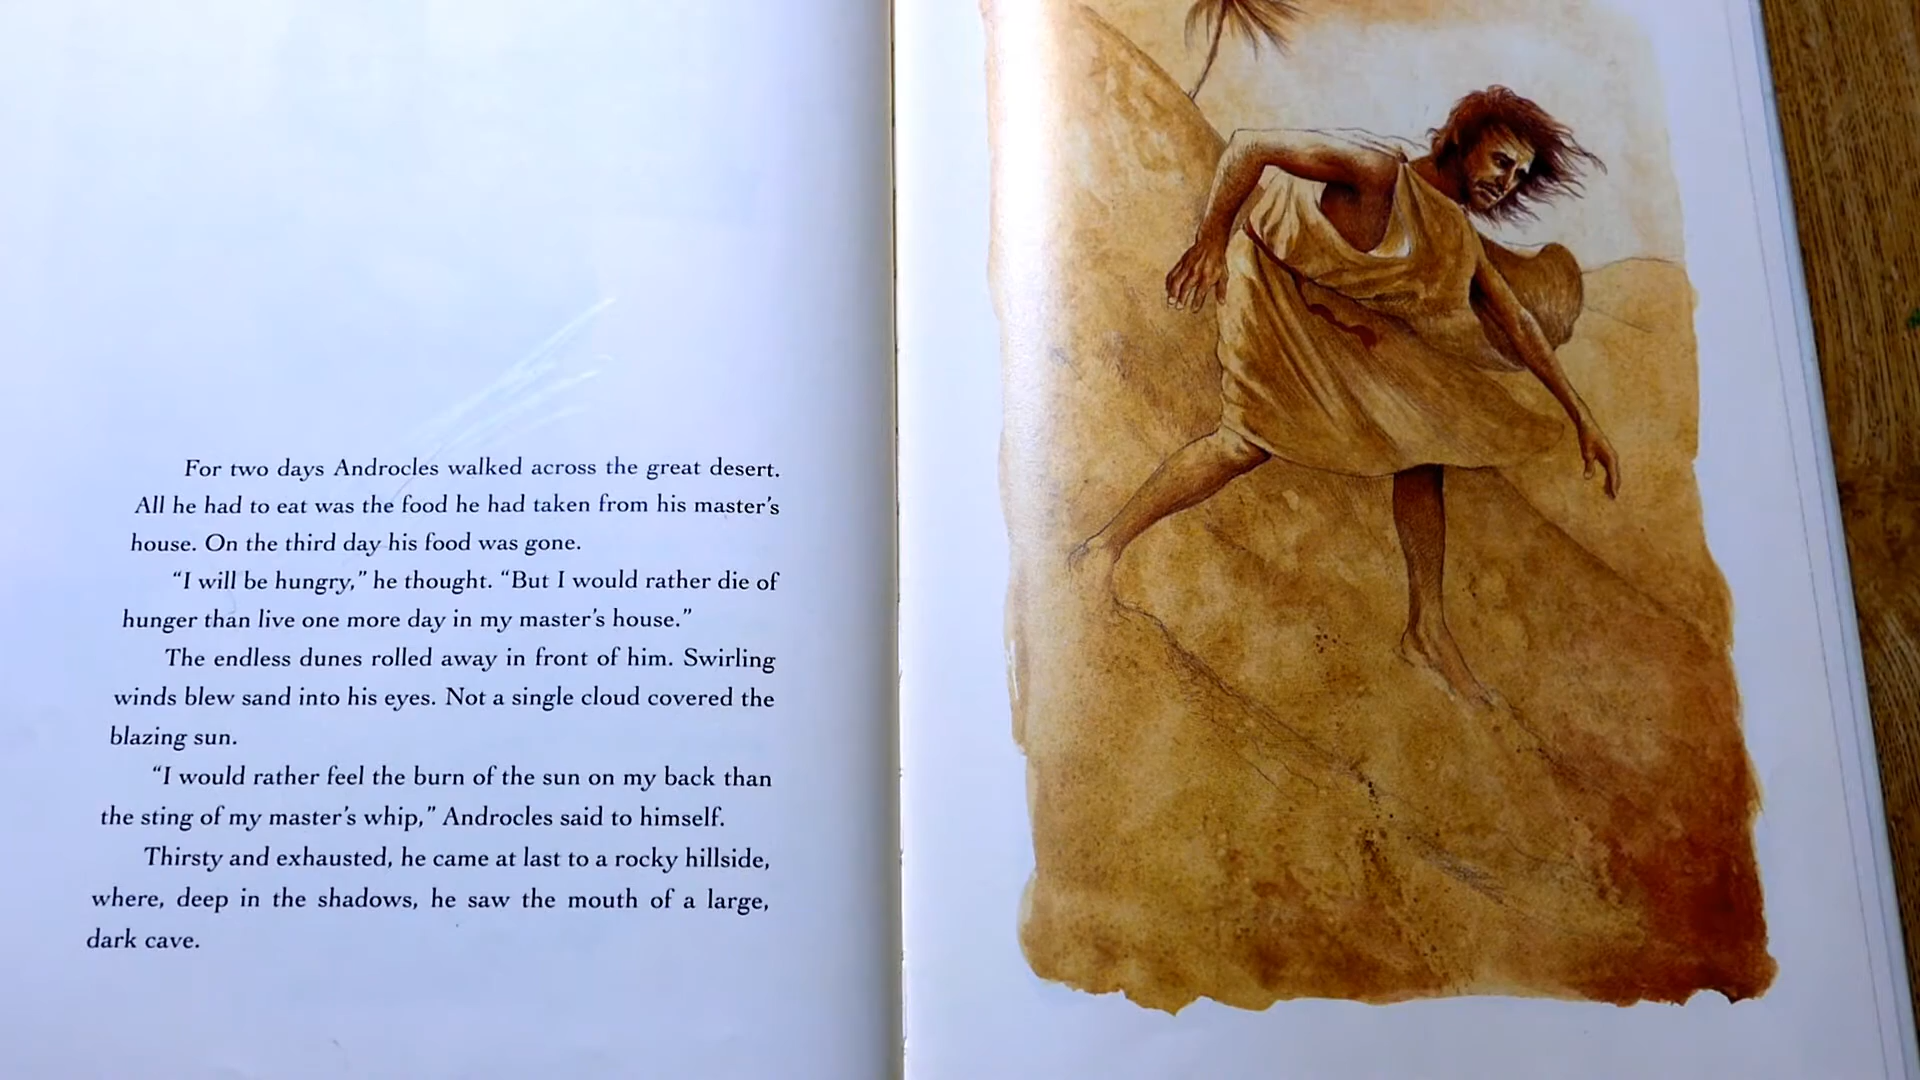 For two days Androcles walked across the great desert.
All he had to eat was the food he had taken from his master's
house. On the third day his food was gone.
“I will be hungry,” he thought. “But I would rather die of
hunger than live one more day in my master's house.”
The endless dunes rolled away in front of him. Swirling
winds blew sand into his eyes. Not a single cloud covered the
blazing sun.
“I would rather feel the burn of the sun on my back than
the sting of my master's whip,” Androcles said to himself.
Thirsty and exhausted, he came at last to a rocky hillside,
where, deep in the shadows, he saw the mouth of a large,
dark cave.